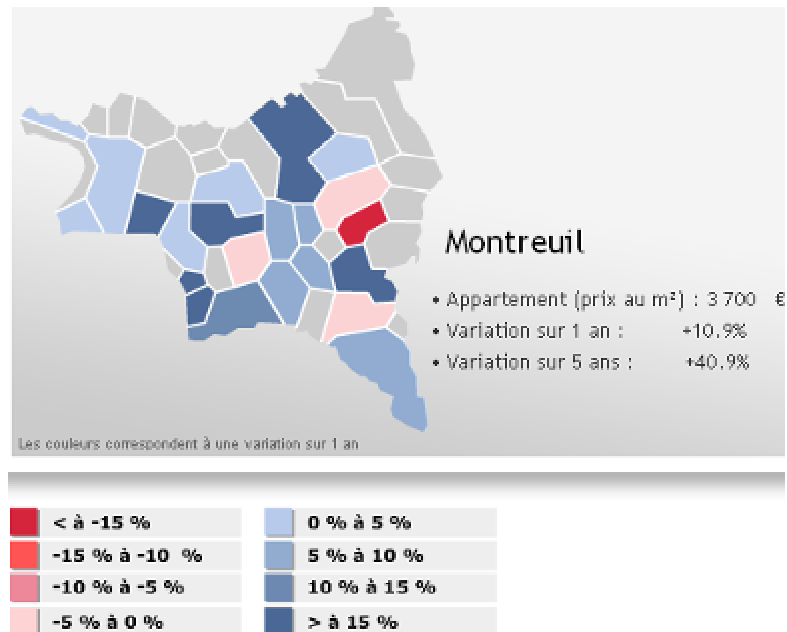 Montreuil
• Appartement (prix au m²) : 3 700 €
• Variation sur 1 an : +10.9%
• Variation sur 5 ans : +40.9%
Les couleurs correspondent à une variation sur 1 an
< à -15 %
-15 % à -10 %
-10 % à -5 %
-5 % à 0 %
0 % à 5 %
5 % à 10 %
10 % à 15 %
> à 15 %